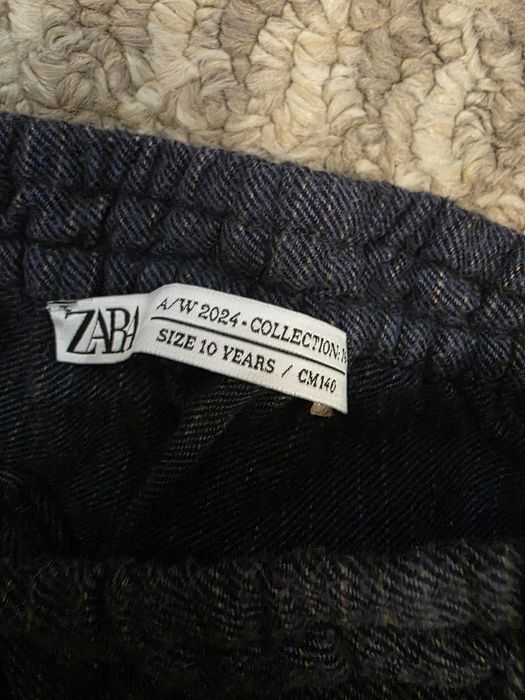 ZARA
A/W 2024 - COLLECTION:
SIZE 10 YEARS / CM140